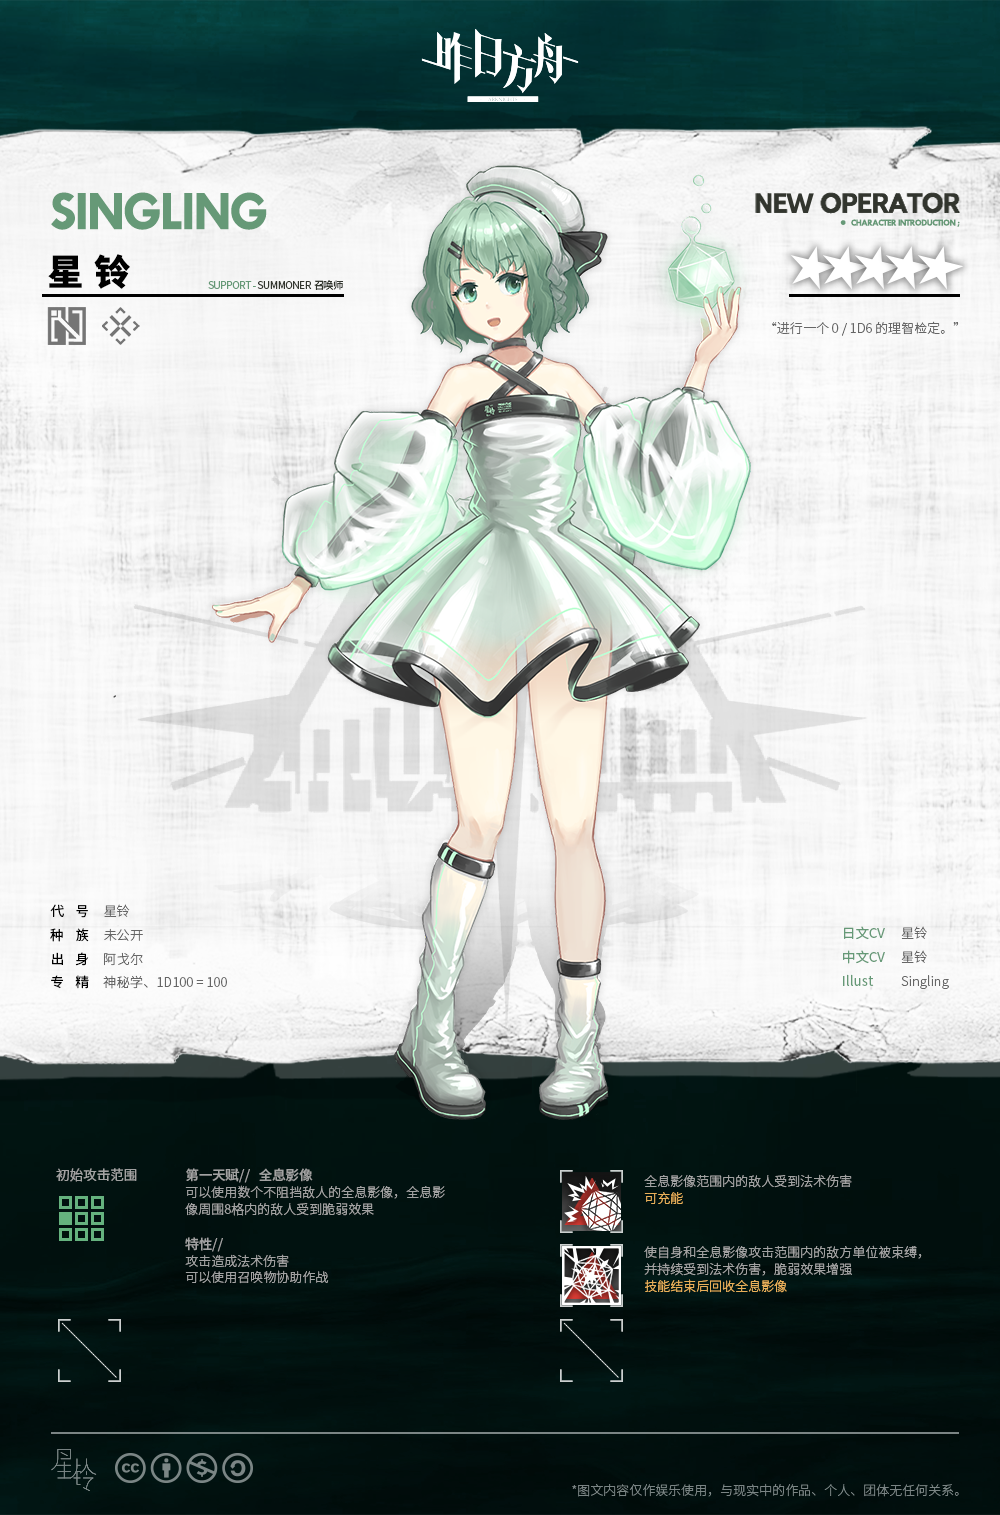 昨日方舟
SINGLING
星铃
SUPPORT - SUMMONER 召唤师
NEW OPERATOR
CHARACTER INTRODUCTION ;
“进行一个 0 / 1D6 的理智检定。”
代号 星铃
种族 未公开
出身 阿戈尔
专精 神秘学、1D100 = 100
日文CV 星铃
中文CV 星铃
Illust Singling
初始攻击范围
第一天赋// 全息影像
可以使用数个不阻挡敌人的全息影像，全息影
像周围8格内的敌人受到脆弱效果
特性//
攻击造成法术伤害
可以使用召唤物协助作战
全息影像范围内的敌人受到法术伤害
可充能
使自身和全息影像攻击范围内的敌方单位被束缚，
并持续受到法术伤害，脆弱效果增强
技能结束后回收全息影像
星铃
cc
*图文内容仅作娱乐使用，与现实中的作品、个人、团体无任何关系。